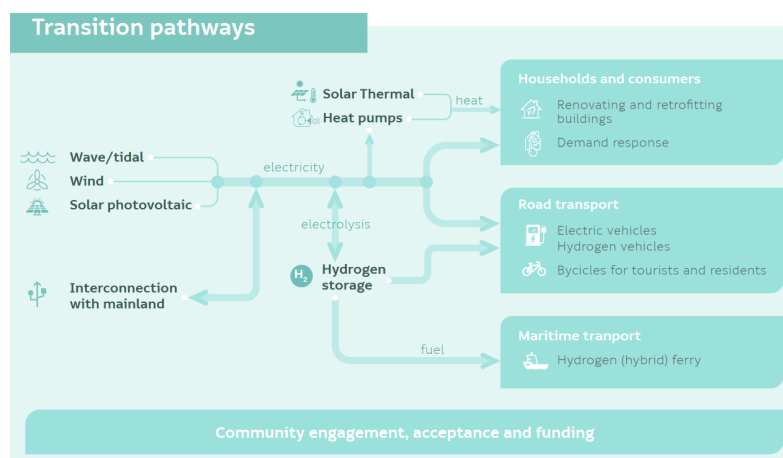 Transition pathways
Solar Thermal
Heat pumps
heat
Wave/tidal
Wind
Solar photovoltaic
electricity
electrolysis
Interconnection
with mainland
H2
Hydrogen
storage
fuel
Households and consumers
Renovating and retrofitting
buildings
Demand response
Road transport
Electric vehicles
Hydrogen vehicles
Bycicles for tourists and residents
Maritime tranport
Hydrogen (hybrid) ferry
Community engagement, acceptance and funding